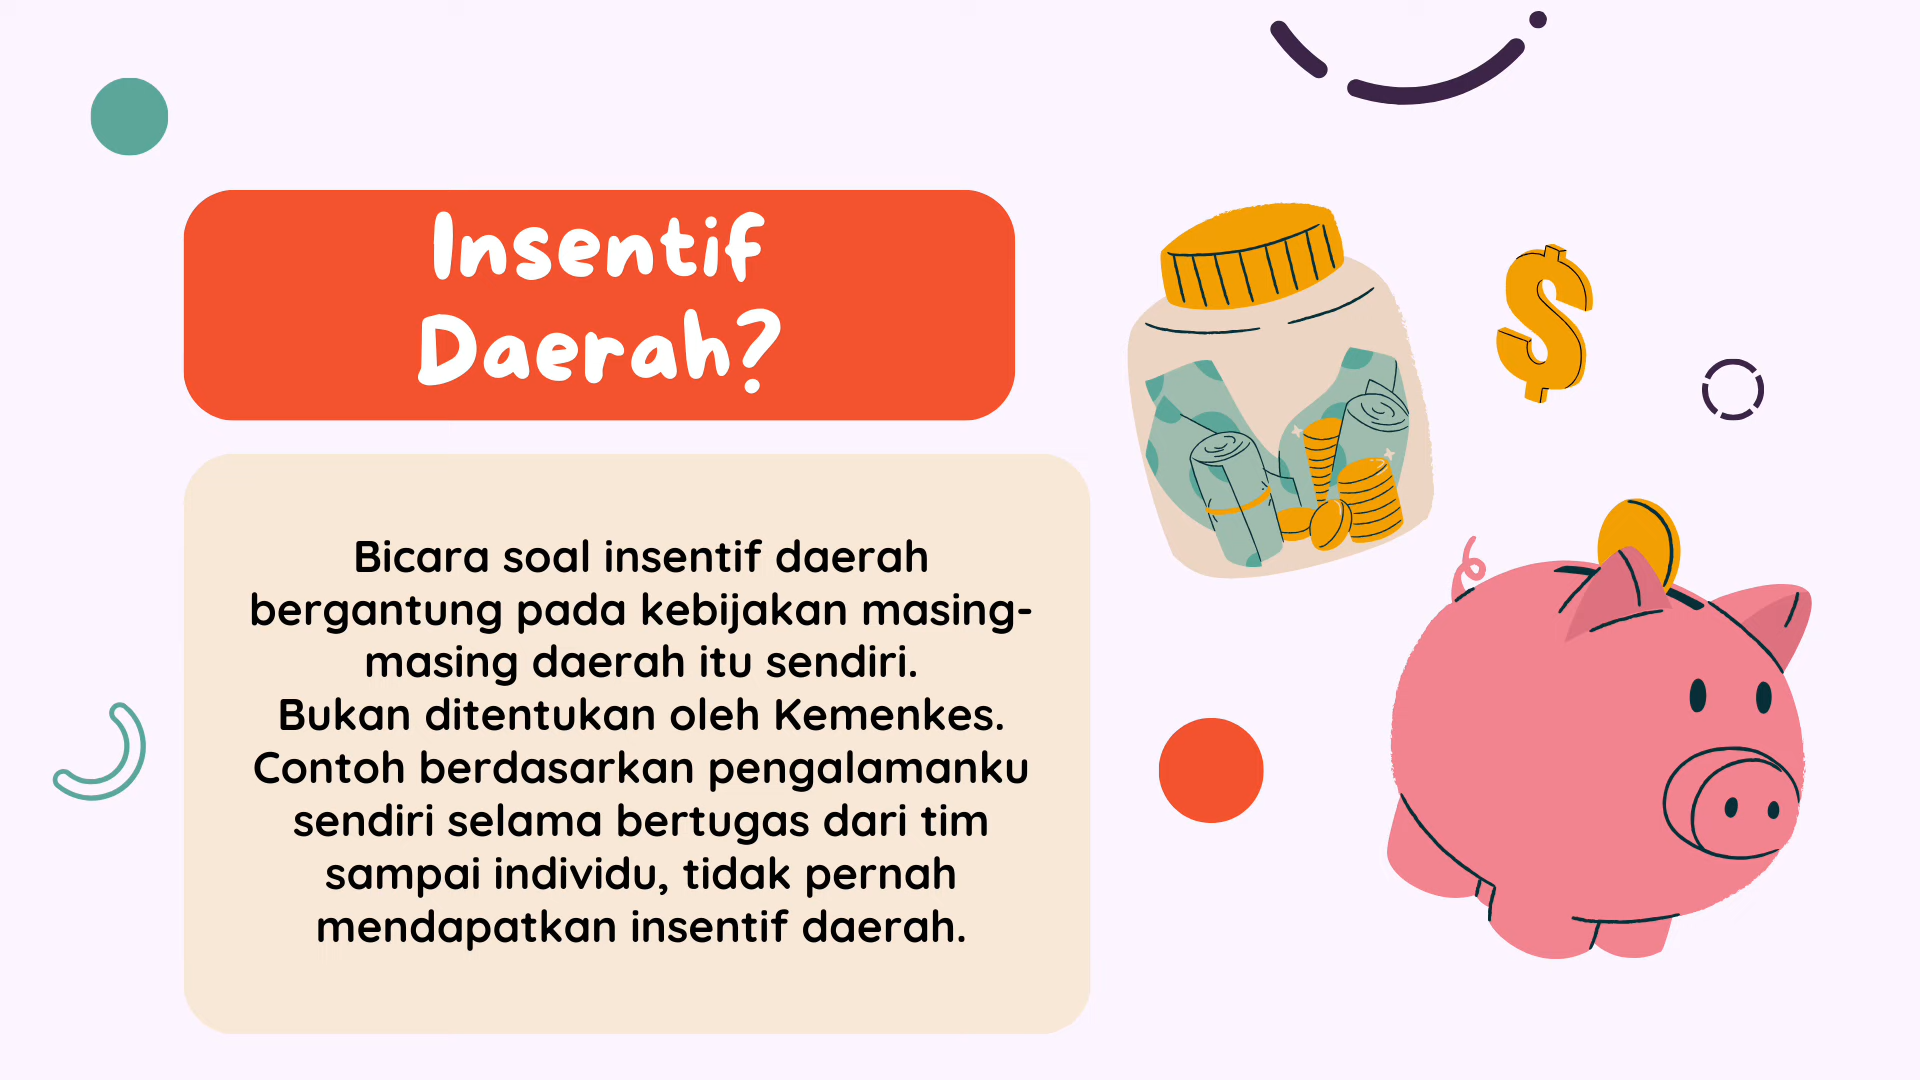 Insentif
Daerah?
Bicara soal insentif daerah
bergantung pada kebijakan masing-
masing daerah itu sendiri.
Bukan ditentukan oleh Kemenkes.
Contoh berdasarkan pengalamanku
sendiri selama bertugas dari tim
sampai individu, tidak pernah
mendapatkan insentif daerah.